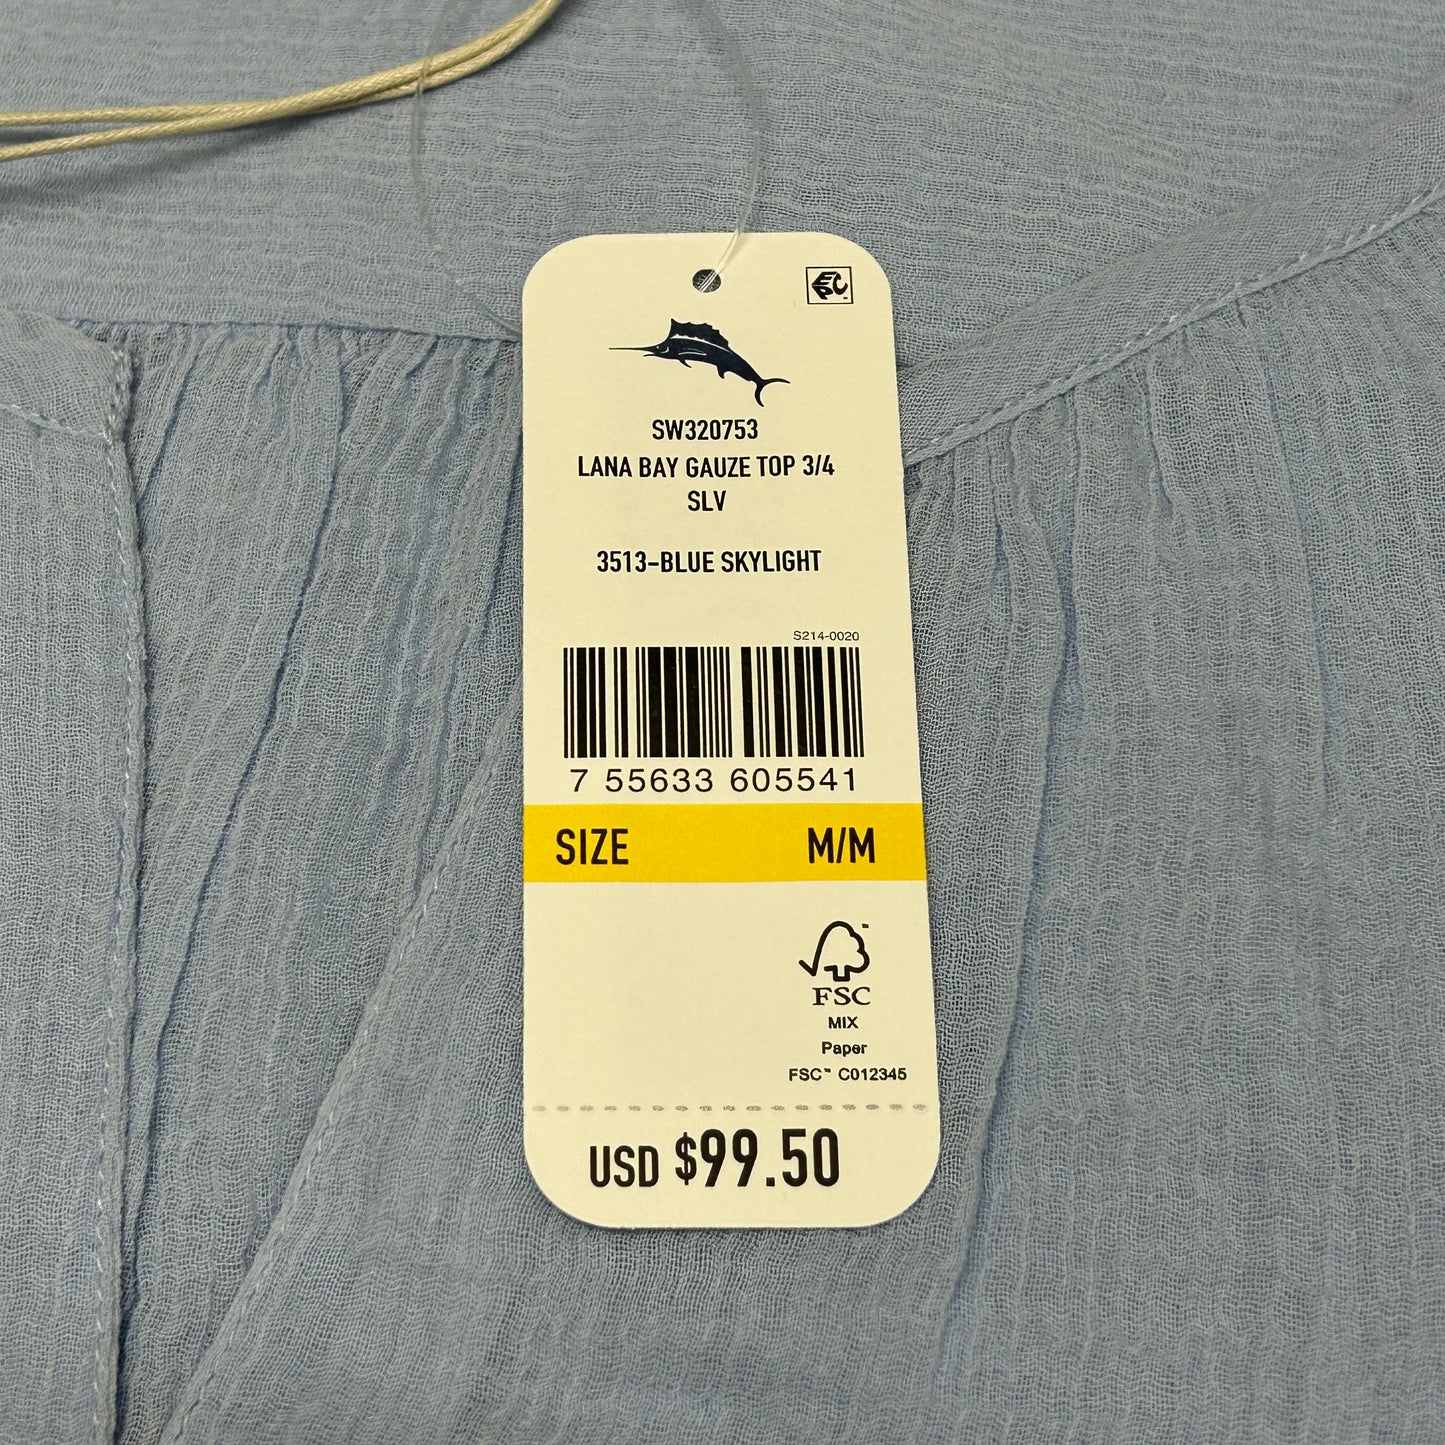 EPC
SW320753
LANA BAY GAUZE TOP 3/4
SLV
3513-BLUE SKYLIGHT
S214-0020
7 55633 605541
SIZE M/M
FSC
MIX
Paper
FSC™ C012345
USD $99.50